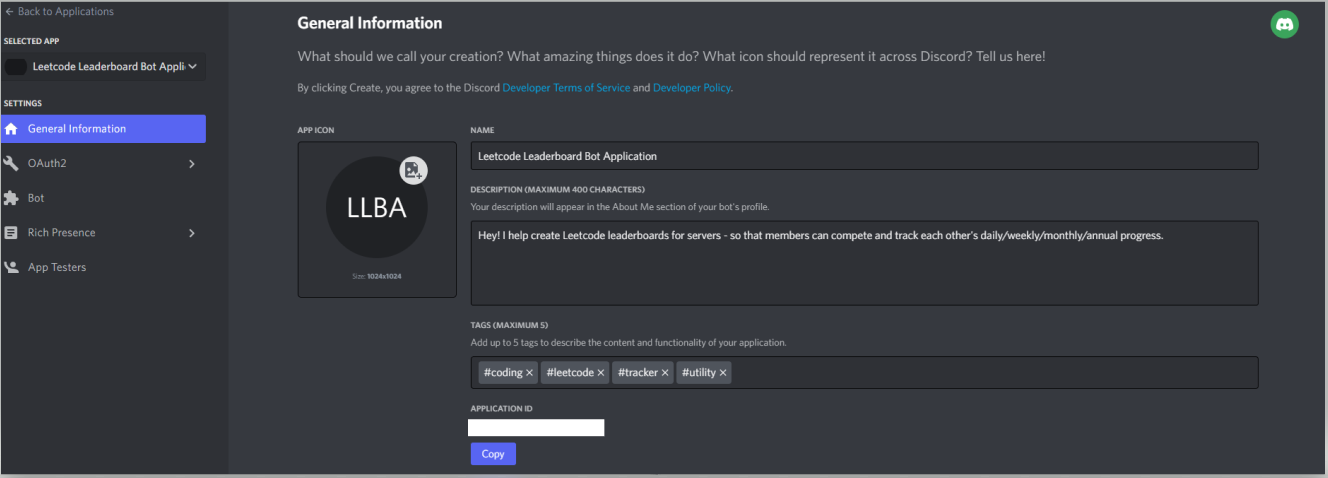 ← Back to Applications
SELECTED APP
Leetcode Leaderboard Bot Appli
SETTINGS
General Information
OAuth2
Bot
Rich Presence
App Testers
General Information
What should we call your creation? What amazing things does it do? What icon should represent it across Discord? Tell us here!
By clicking Create, you agree to the Discord Developer Terms of Service and Developer Policy.
APP ICON
LLBA
Size: 1024x1024
NAME
Leetcode Leaderboard Bot Application
DESCRIPTION (MAXIMUM 400 CHARACTERS)
Your description will appear in the About Me section of your bot's profile.
Hey! I help create Leetcode leaderboards for servers - so that members can compete and track each other's daily/weekly/monthly/annual progress.
TAGS (MAXIMUM 5)
Add up to 5 tags to describe the content and functionality of your application.
#coding × #leetcode × #tracker × #utility ×
APPLICATION ID
Copy